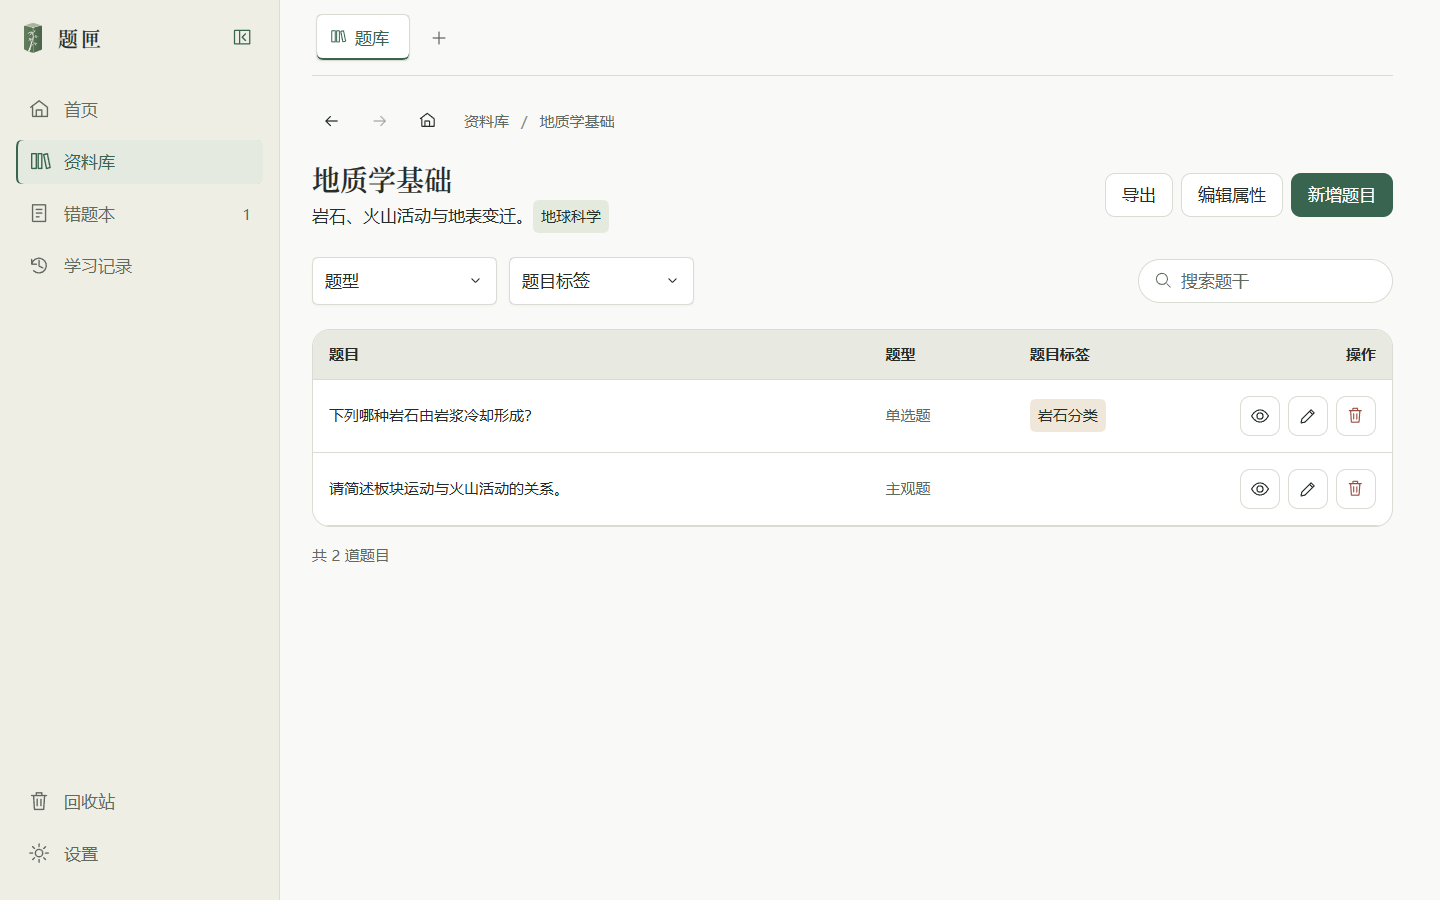 题匣
首页
资料库
错题本 1
学习记录
回收站
设置
题库
资料库 / 地质学基础
地质学基础
岩石、火山活动与地表变迁。 地球科学
导出 编辑属性 新增题目
题型 题目标签 搜索题干
题目 题型 题目标签 操作
下列哪种岩石由岩浆冷却形成? 单选题 岩石分类
请简述板块运动与火山活动的关系。 主观题
共 2 道题目